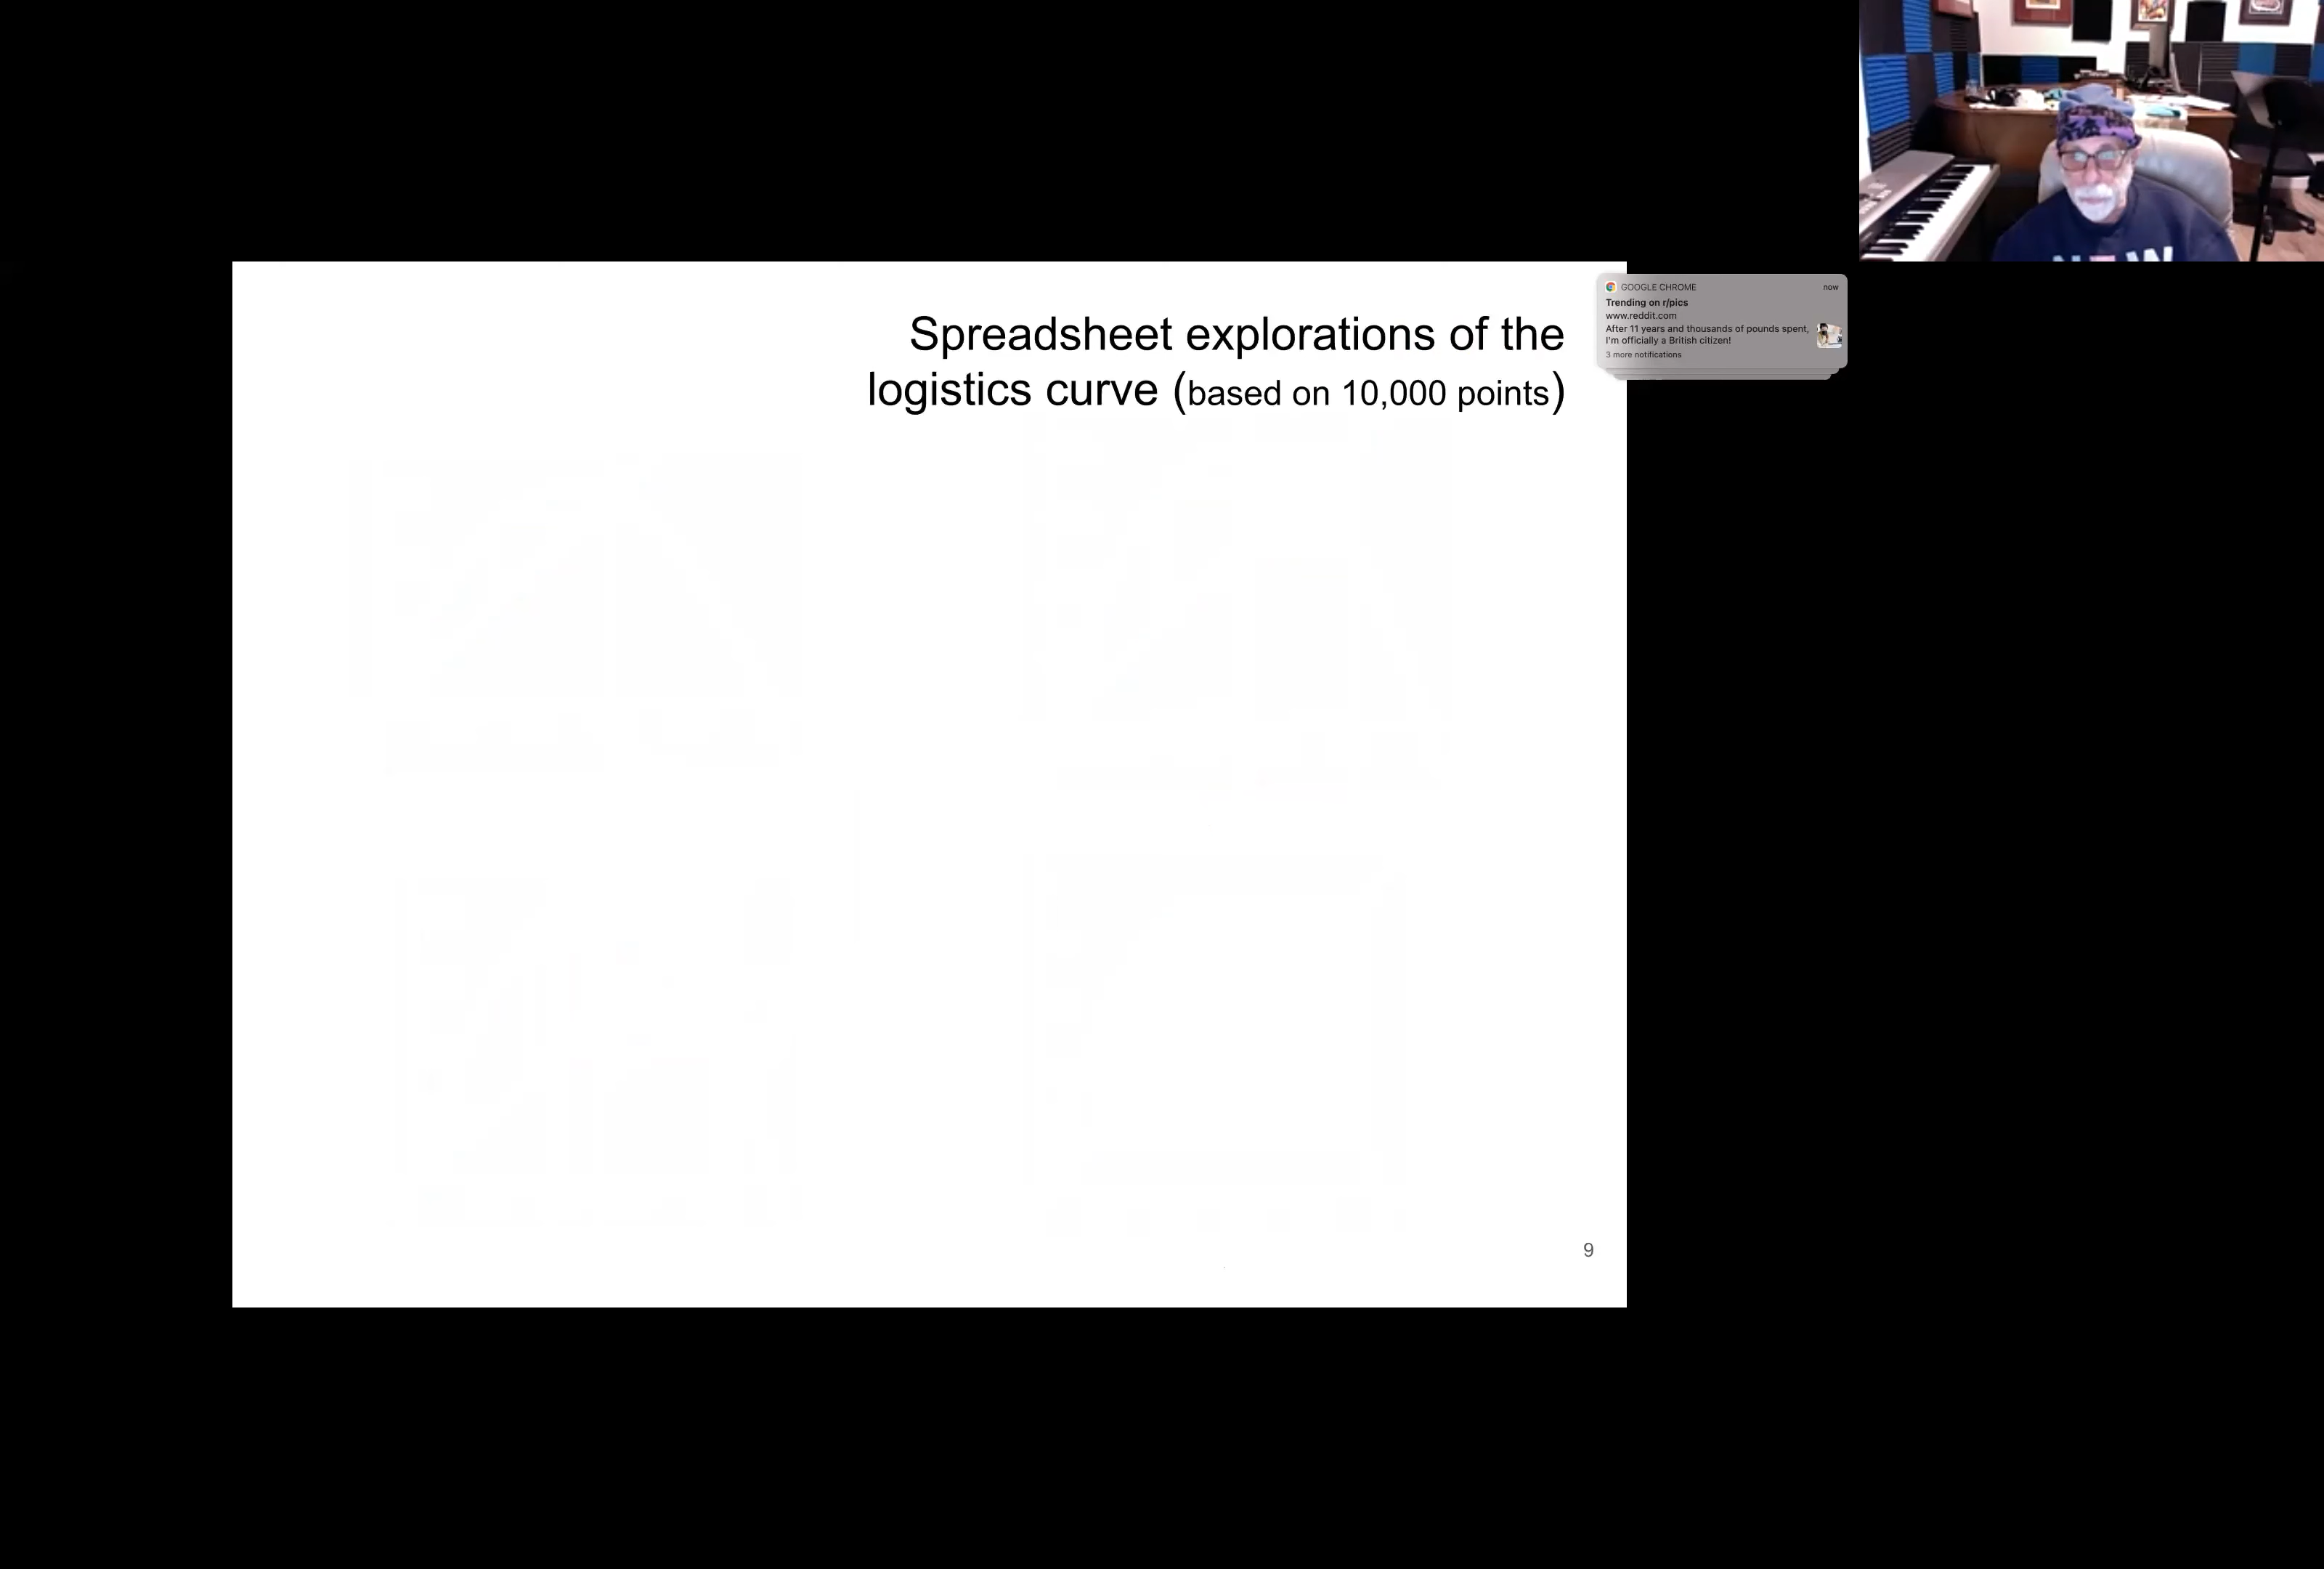 Spreadsheet explorations of the
logistics curve (based on 10,000 points)
GOOGLE CHROME now
Trending on r/pics
www.reddit.com
After 11 years and thousands of pounds spent,
I'm officially a British citizen!
3 more notifications
9